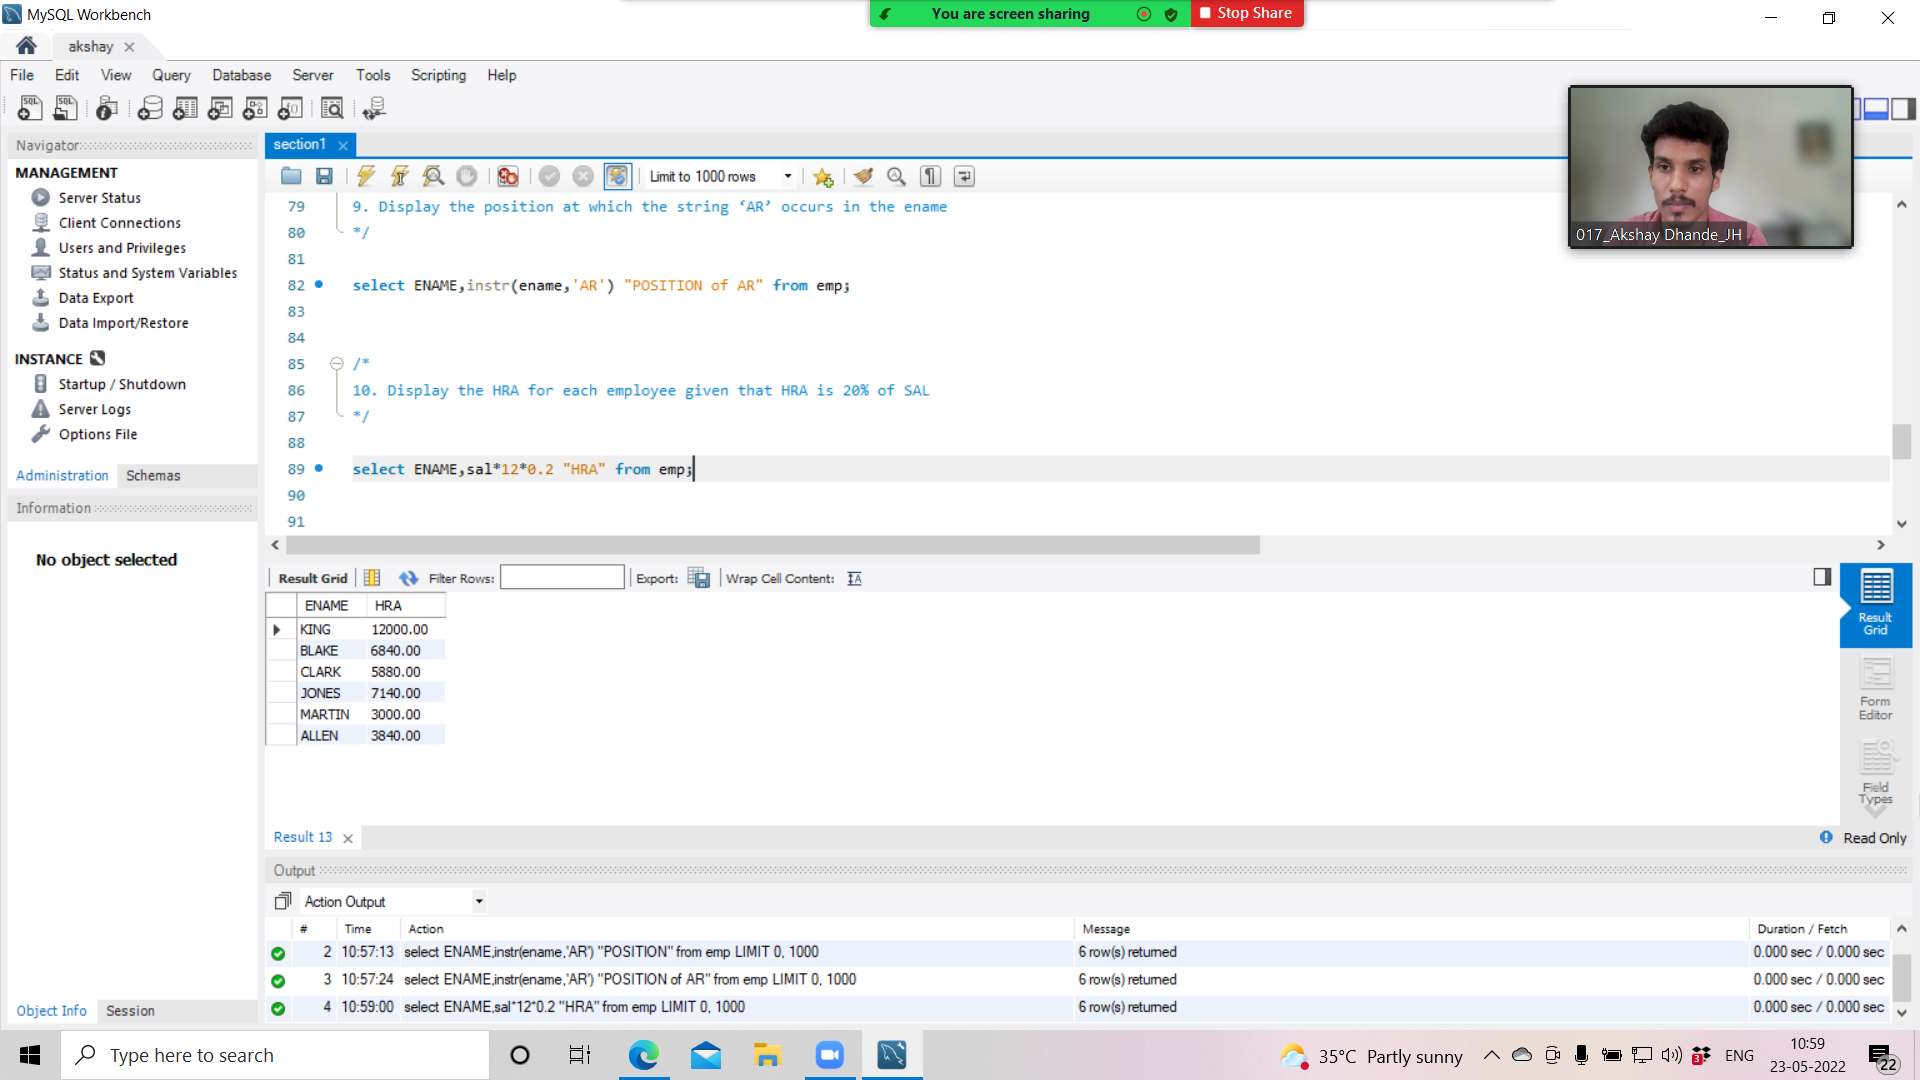 MySQL Workbench
You are screen sharing
Stop Share
akshay
File Edit View Query Database Server Tools Scripting Help
Navigator
MANAGEMENT
Server Status
Client Connections
Users and Privileges
Status and System Variables
Data Export
Data Import/Restore
INSTANCE
Startup / Shutdown
Server Logs
Options File
Administration Schemas
Information
No object selected
Object Info Session
section1
Limit to 1000 rows
79 9. Display the position at which the string ‘AR’ occurs in the ename
80 */
81
82 select ENAME,instr(ename,'AR') "POSITION of AR" from emp;
83
84
85 /*
86 10. Display the HRA for each employee given that HRA is 20% of SAL
87 */
88
89 select ENAME,sal*12*0.2 "HRA" from emp;
90
91
017_Akshay Dhande_JH
Result Grid Filter Rows: Export: Wrap Cell Content:
ENAME HRA
KING 12000.00
BLAKE 6840.00
CLARK 5880.00
JONES 7140.00
MARTIN 3000.00
ALLEN 3840.00
Result
Grid
Form
Editor
Field
Types
Result 13
Read Only
Output
Action Output
# Time Action Message Duration / Fetch
2 10:57:13 select ENAME,instr(ename,'AR') "POSITION" from emp LIMIT 0, 1000 6 row(s) returned 0.000 sec / 0.000 sec
3 10:57:24 select ENAME,instr(ename,'AR') "POSITION of AR" from emp LIMIT 0, 1000 6 row(s) returned 0.000 sec / 0.000 sec
4 10:59:00 select ENAME,sal*12*0.2 "HRA" from emp LIMIT 0, 1000 6 row(s) returned 0.000 sec / 0.000 sec
Type here to search
35°C Partly sunny
3
ENG
10:59
23-05-2022
22